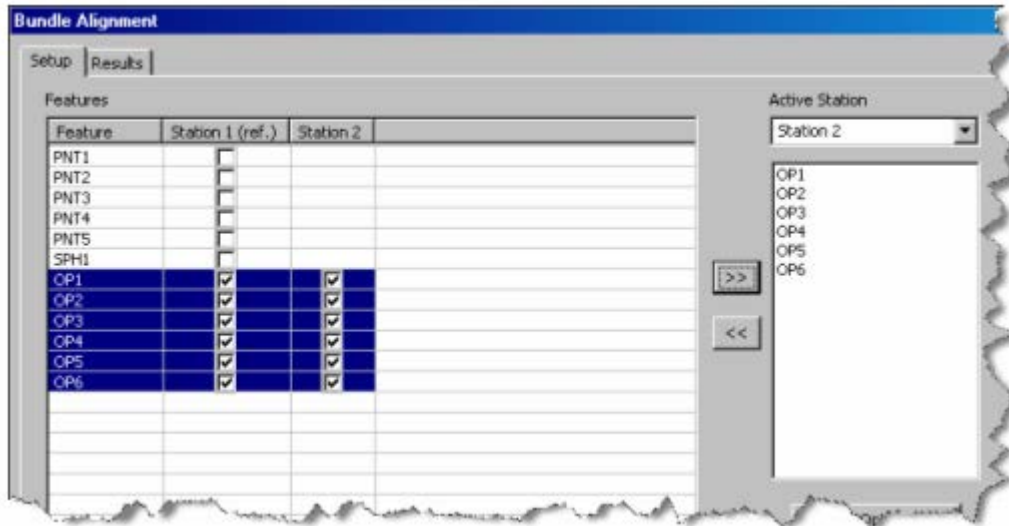 Bundle Alignment
Setup Results
Features
Feature Station 1 (ref.) Station 2
PNT1
PNT2
PNT3
PNT4
PNT5
SPH1
OP1
OP2
OP3
OP4
OP5
OP6
>>
<<
Active Station
Station 2
OP1
OP2
OP3
OP4
OP5
OP6